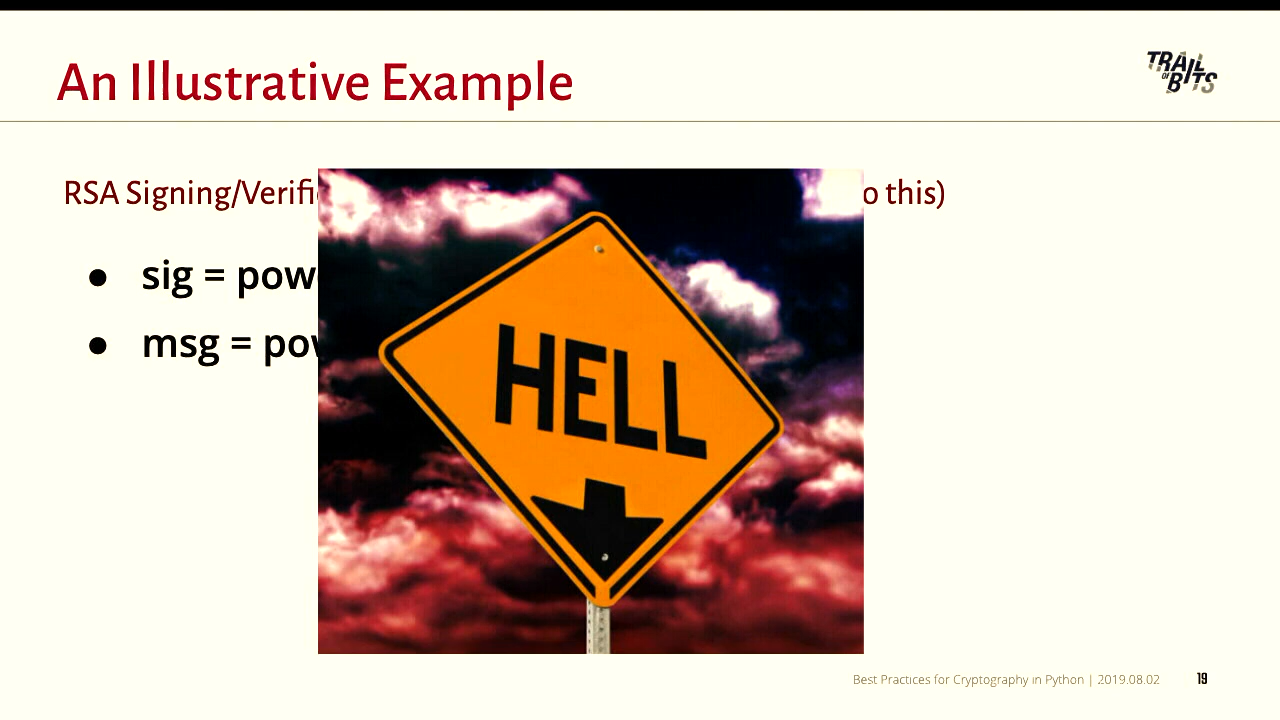 An Illustrative Example
TRAIL
OF
BITS
RSA Signing/Verifi o this)
● sig = pow
● msg = pow
HELL
Best Practices for Cryptography in Python | 2019.08.02 19